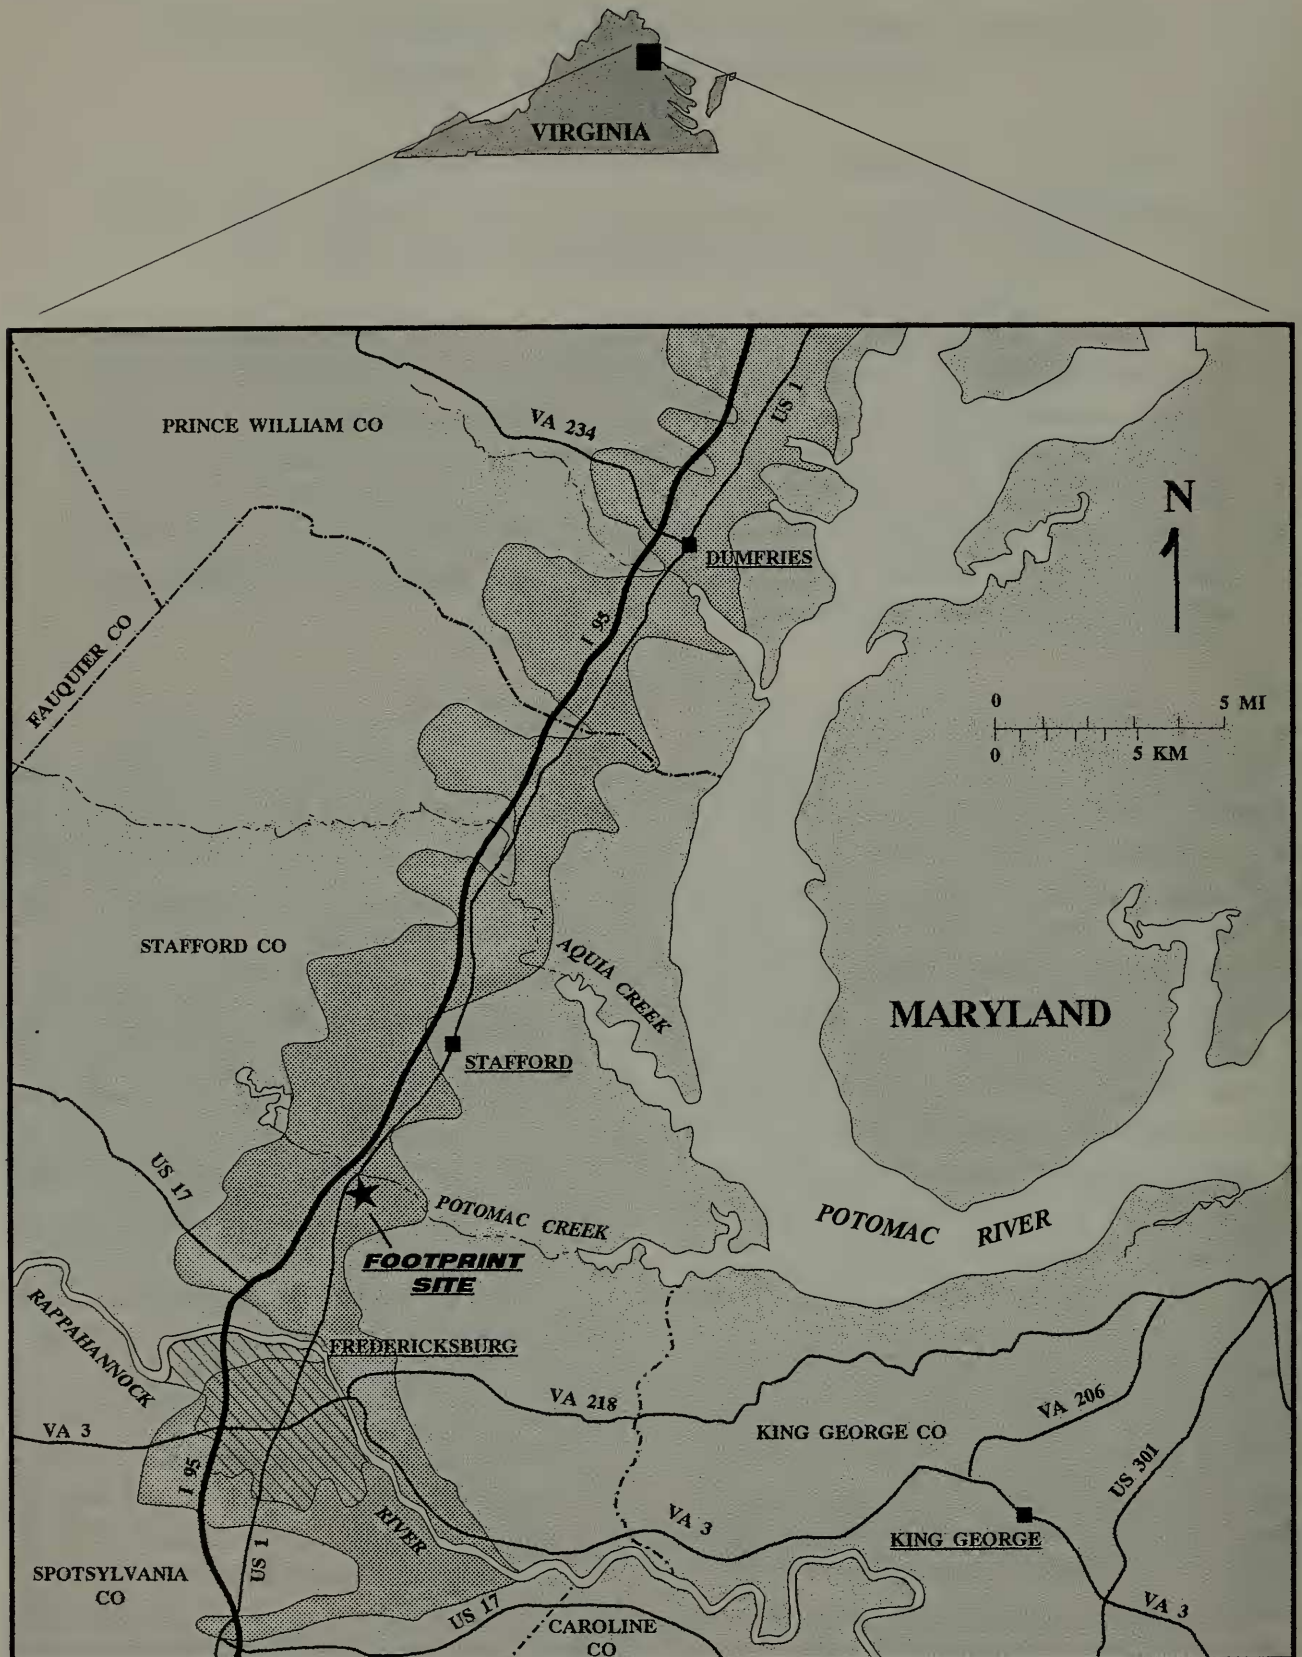 VIRGINIA
PRINCE WILLIAM CO
VA 234
US 1
N
DUMFRIES
I 95
FAUQUIER CO
0 5 MI
0 5 KM
STAFFORD CO
AQUIA CREEK
MARYLAND
STAFFORD
US 17
POTOMAC CREEK
POTOMAC RIVER
FOOTPRINT
SITE
RAPPAHANNOCK
FREDERICKSBURG
VA 218
VA 206
VA 3
KING GEORGE CO
I 95
US 301
RIVER
VA 3
KING GEORGE
US 1
SPOTSYLVANIA
CO
US 17
VA 3
CAROLINE
CO